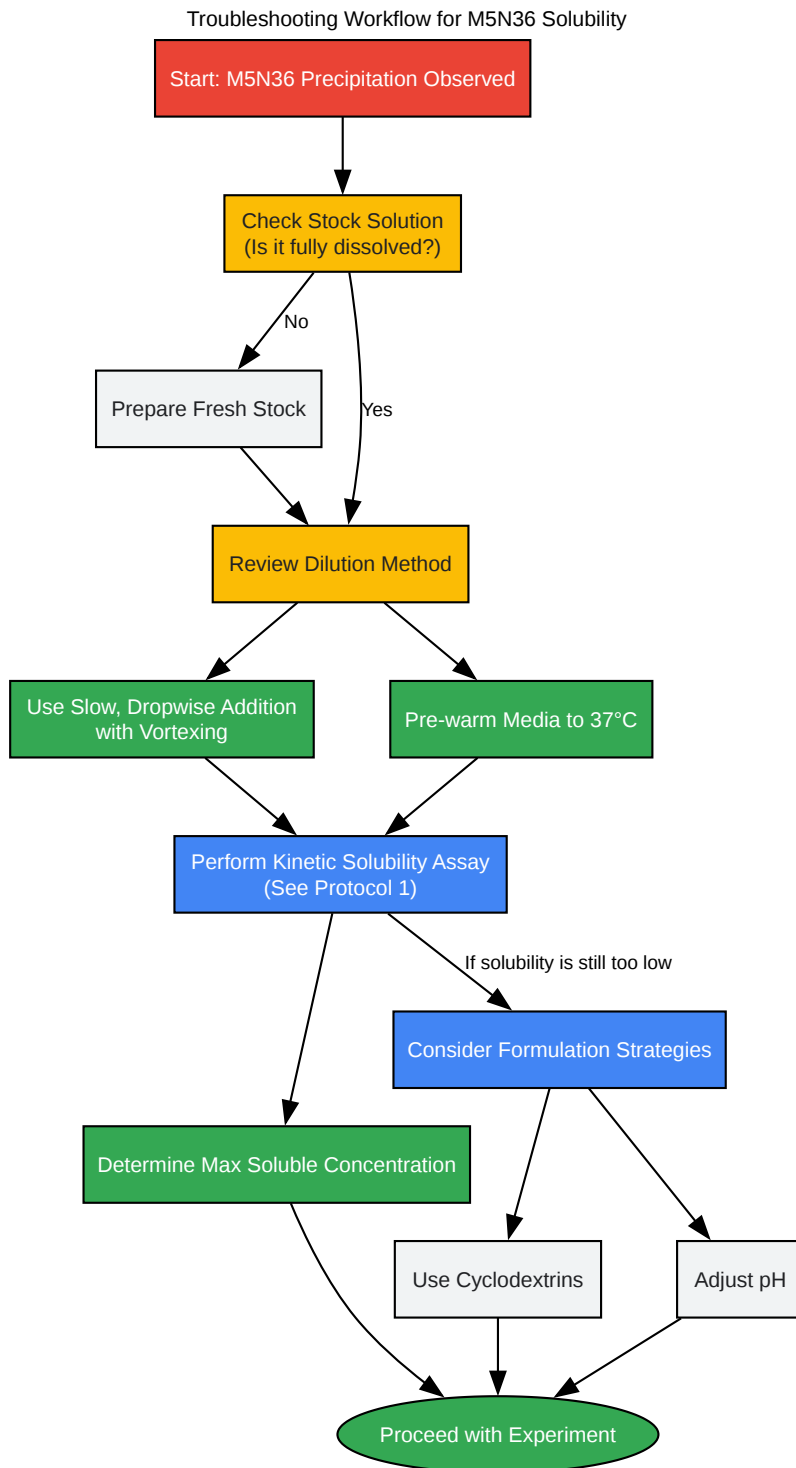 Troubleshooting Workflow for M5N36 Solubility
Start: M5N36 Precipitation Observed
Check Stock Solution
(Is it fully dissolved?)
No
Prepare Fresh Stock
Yes
Review Dilution Method
Use Slow, Dropwise Addition
with Vortexing
Pre-warm Media to 37°C
Perform Kinetic Solubility Assay
(See Protocol 1)
If solubility is still too low
Consider Formulation Strategies
Determine Max Soluble Concentration
Use Cyclodextrins
Adjust pH
Proceed with Experiment